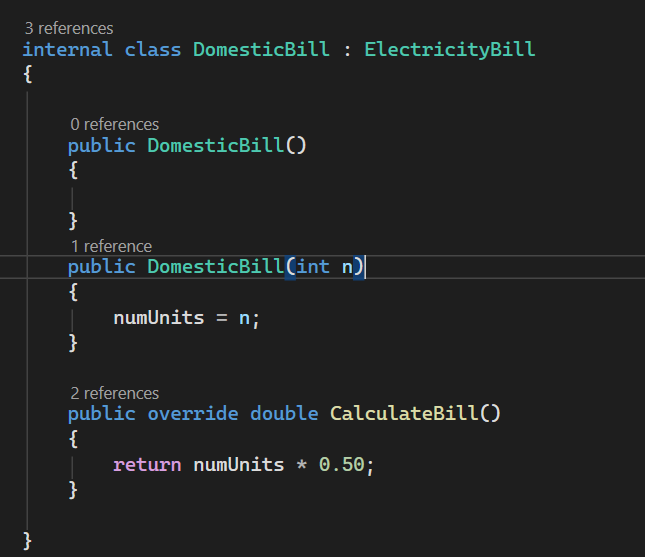 3 references
internal class DomesticBill : ElectricityBill
{
0 references
public DomesticBill()
{
}
1 reference
public DomesticBill(int n)
{
numUnits = n;
}
2 references
public override double CalculateBill()
{
return numUnits * 0.50;
}
}